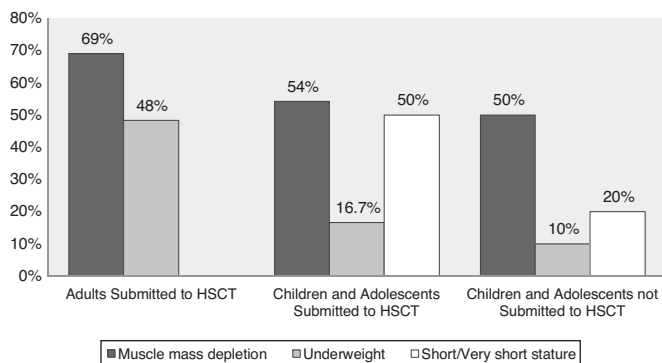 80%
70%
60%
50%
40%
30%
20%
10%
0%
69%
48%
54%
16.7%
50%
50%
10%
20%
Adults Submitted to HSCT
Children and Adolescents
Submitted to HSCT
Children and Adolescents not
Submitted to HSCT
Muscle mass depletion
Underweight
Short/Very short stature